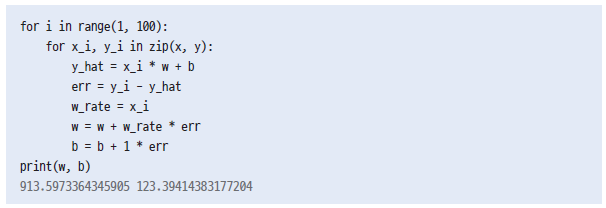 for i in range(1, 100):
    for x_i, y_i in zip(x, y):
        y_hat = x_i * w + b
        err = y_i - y_hat
        w_rate = x_i
        w = w + w_rate * err
        b = b + 1 * err
print(w, b)
913.5973364345905 123.39414383177204